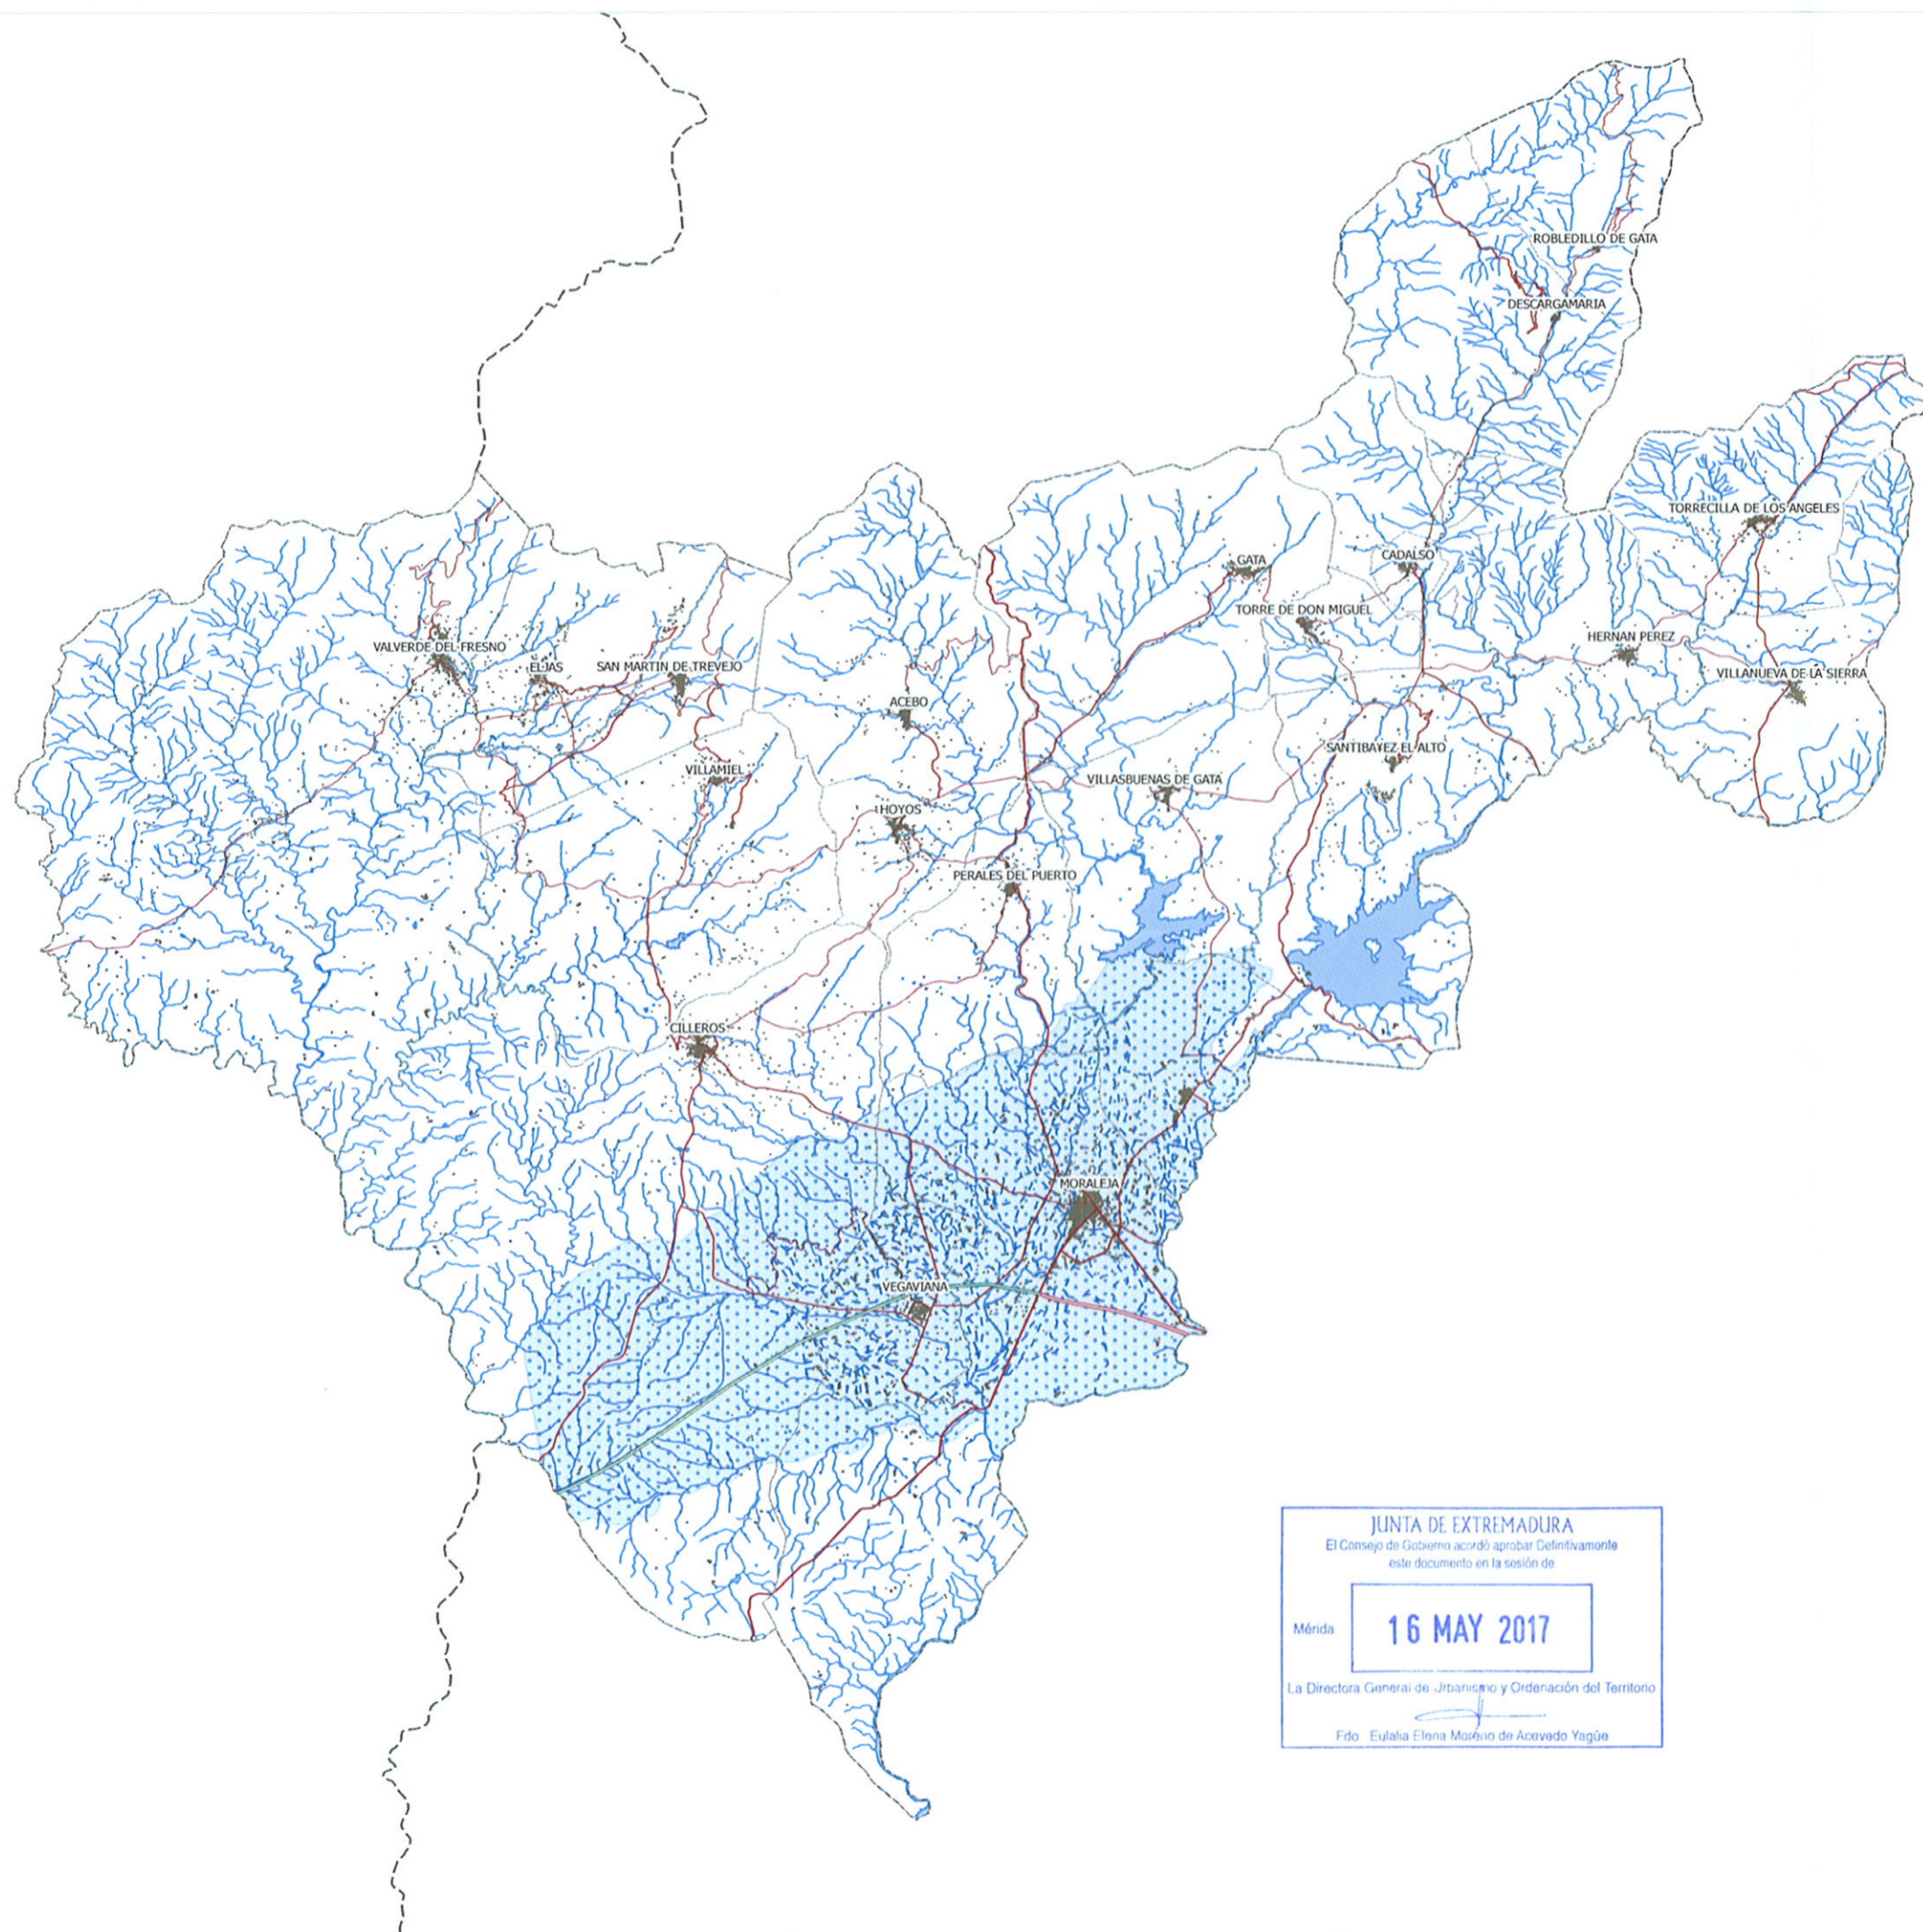 ROBLEDILLO DE GATA
DESCARGAMARIA
TORRECILLA DE LOS ANGELES
CADALSO
GATA
TORRE DE DON MIGUEL
HERNAN PEREZ
VALVERDE DEL FRESNO
ELJAS
SAN MARTIN DE TREVEJO
VILLANUEVA DE LA SIERRA
ACEBO
SANTIBAYEZ EL ALTO
VILLAMIEL
VILLASBUENAS DE GATA
HOYOS
PERALES DEL PUERTO
CILLEROS
MORALEJA
VEGAVIANA
JUNTA DE EXTREMADURA
El Consejo de Gobierno acordó aprobar Definitivamente
este documento en la sesión de
Mérida
16 MAY 2017
La Directora General de Urbanismo y Ordenación del Territorio
Fdo Eulalia Elena Moreno de Acevedo Yagüe